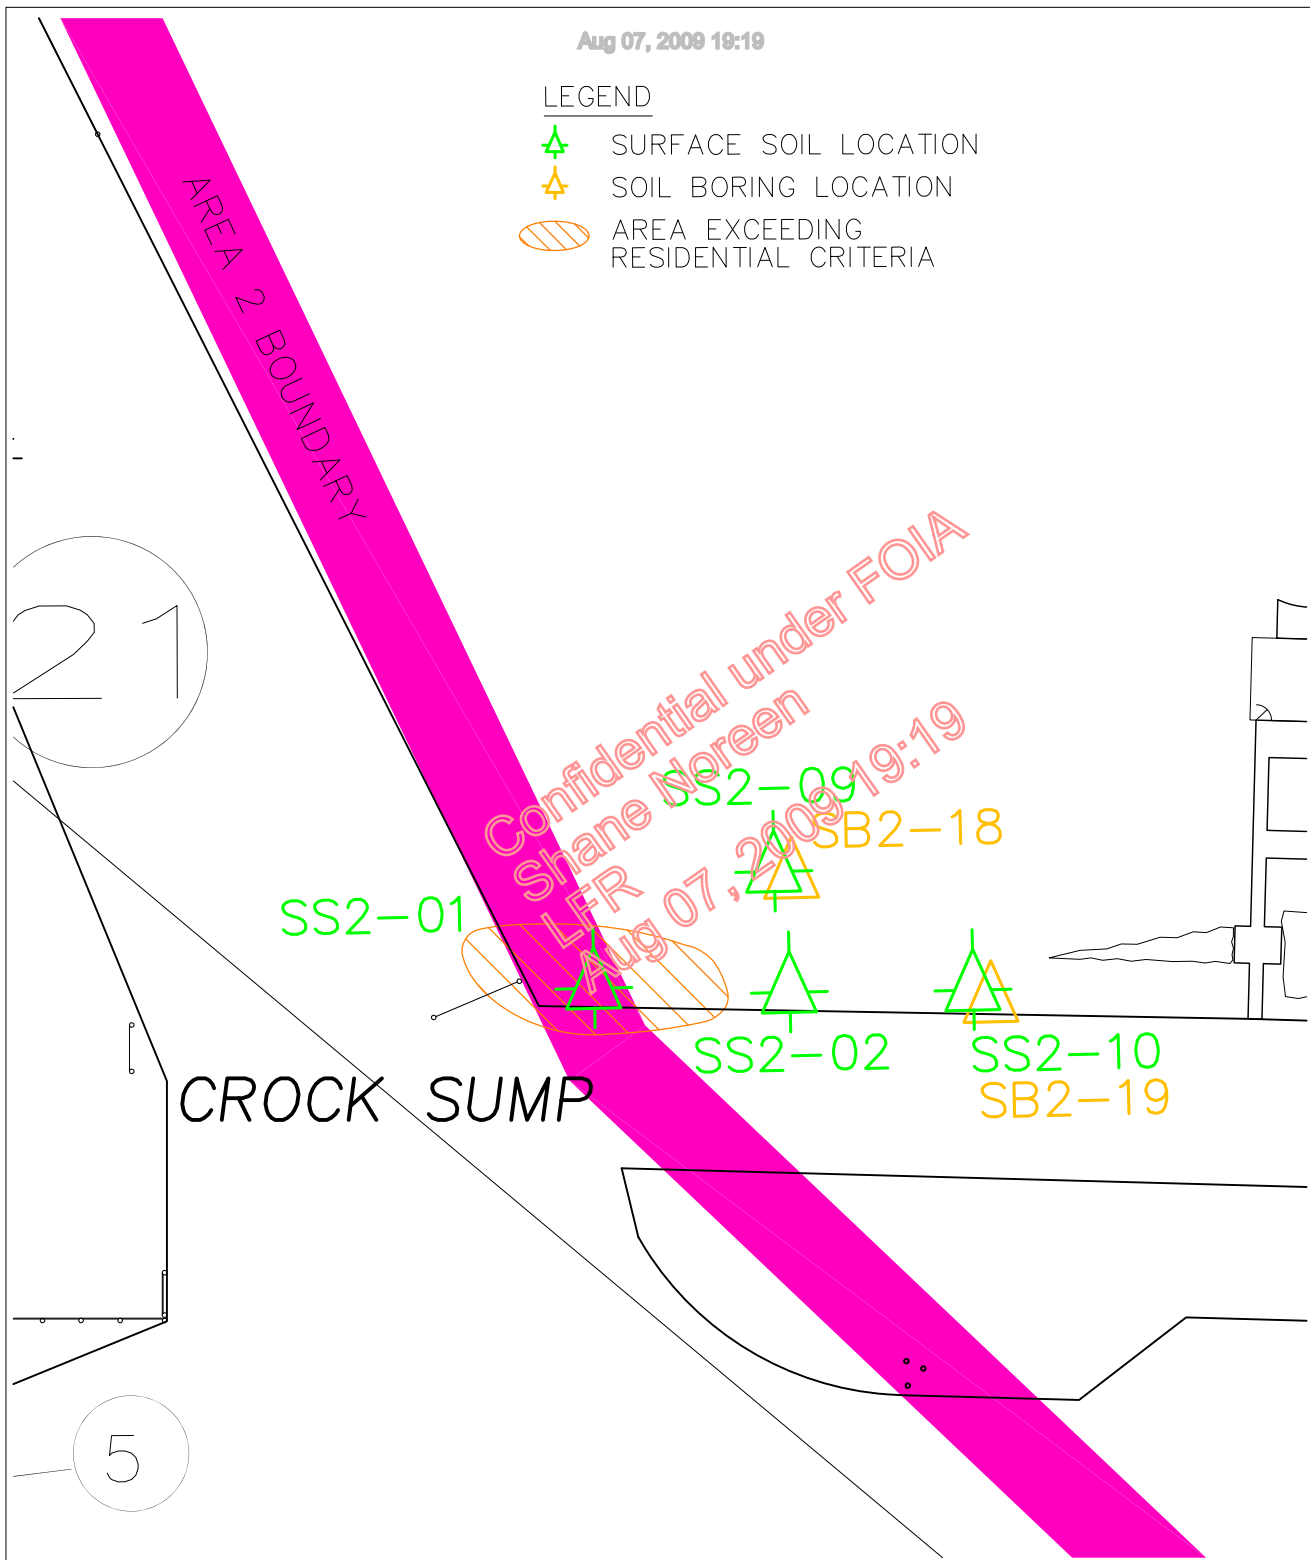 Aug 07, 2009 19:19
LEGEND
SURFACE SOIL LOCATION
SOIL BORING LOCATION
AREA EXCEEDING
RESIDENTIAL CRITERIA
AREA 2 BOUNDARY
21
Confidential under FOIA
Shane Noreen
LFR
Aug 07, 2009 19:19
SS2-09
SB2-18
SS2-01
SS2-02
SS2-10
SB2-19
CROCK SUMP
5